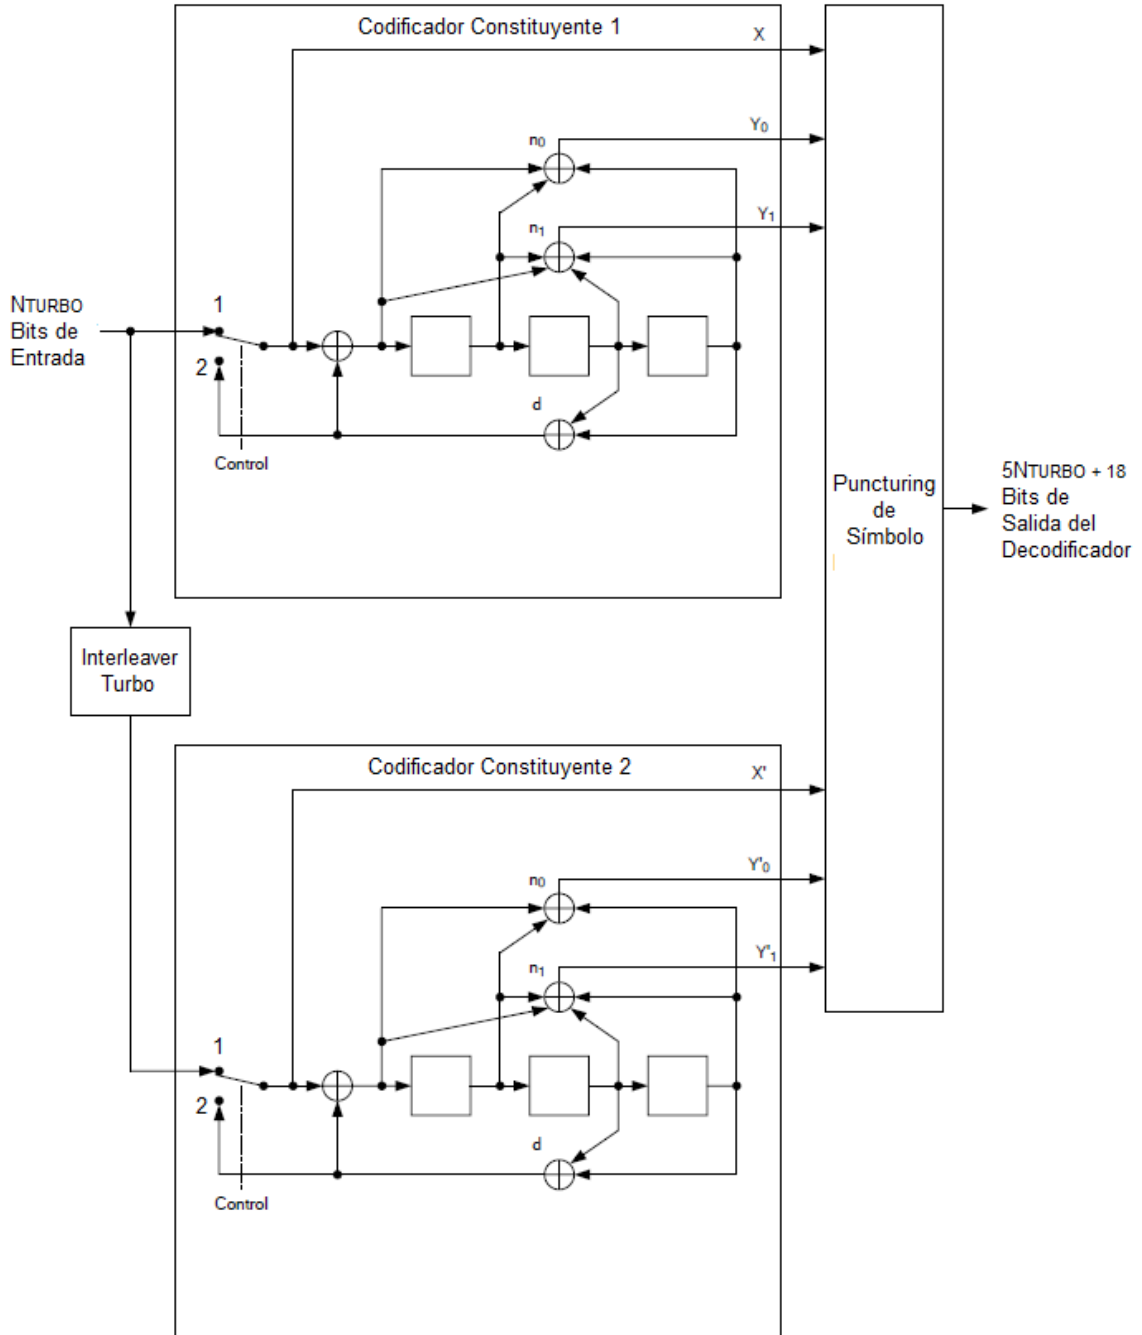 Codificador Constituyente 1
X
n0
Y0
n1
Y1
NTURBO
Bits de
Entrada
1
2
d
Control
Puncturing
de
Símbolo
5NTURBO + 18
Bits de
Salida del
Decodificador
Interleaver
Turbo
Codificador Constituyente 2
X'
n0
Y'0
n1
Y'1
1
2
d
Control